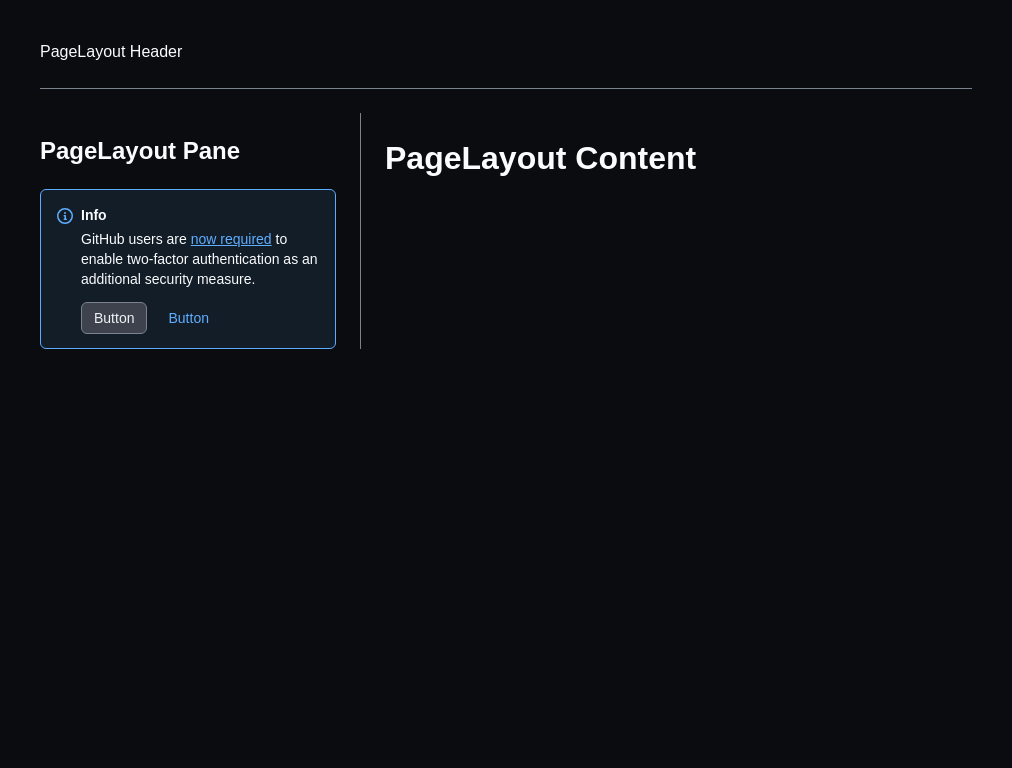 PageLayout Header
PageLayout Pane
Info
GitHub users are now required to
enable two-factor authentication as an
additional security measure.
Button Button
PageLayout Content